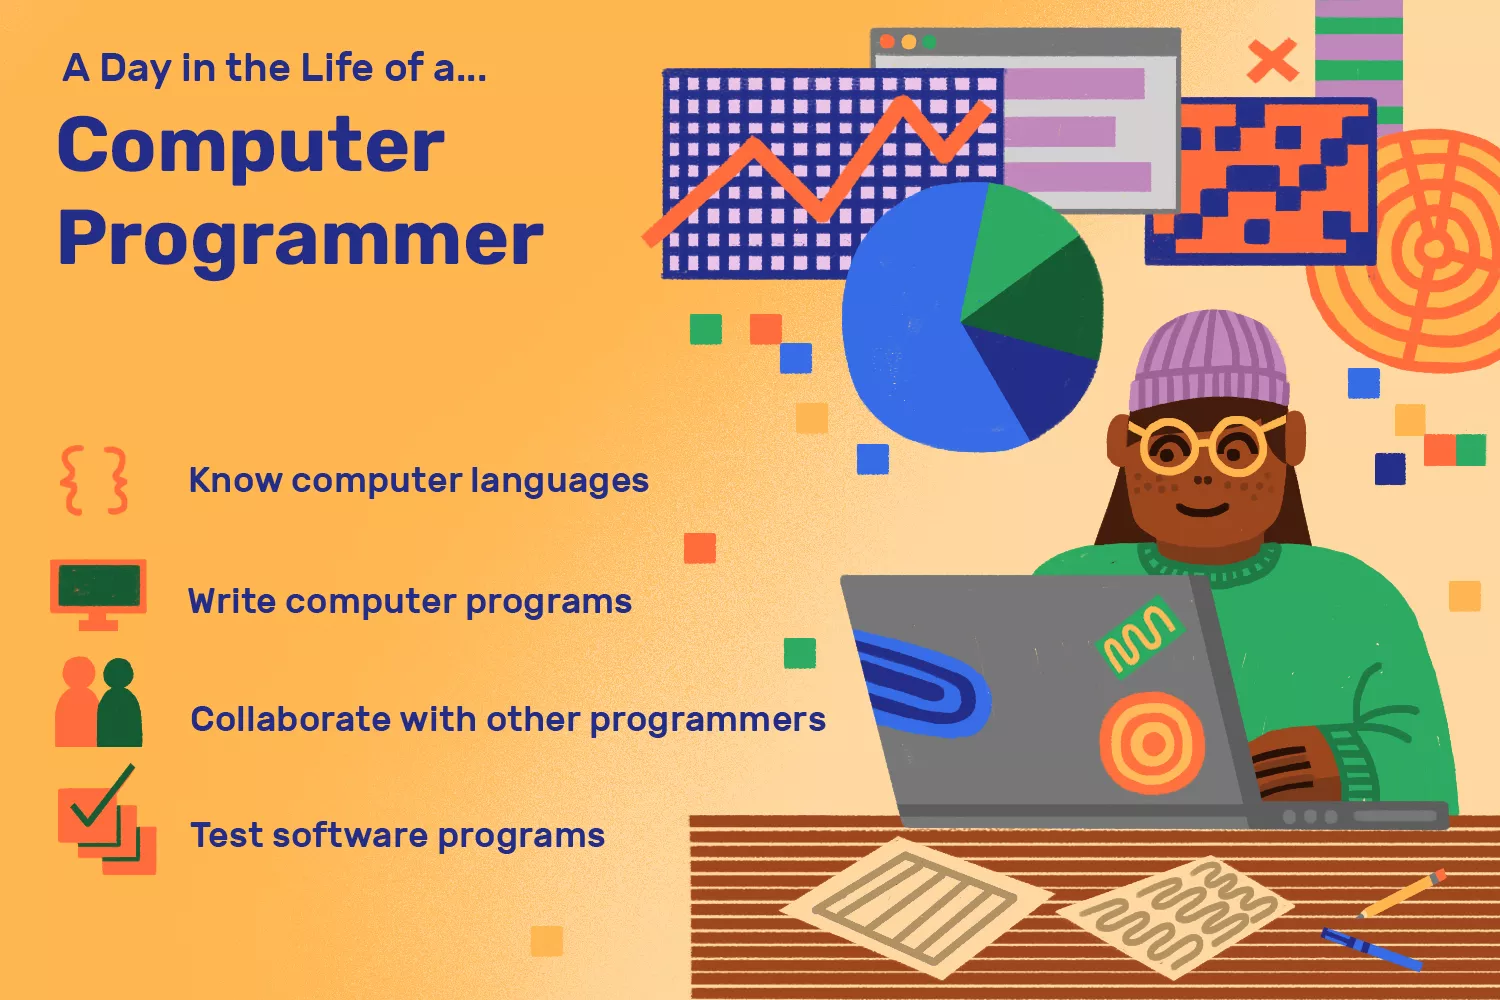 A Day in the Life of a...
Computer
Programmer
Know computer languages
Write computer programs
Collaborate with other programmers
Test software programs